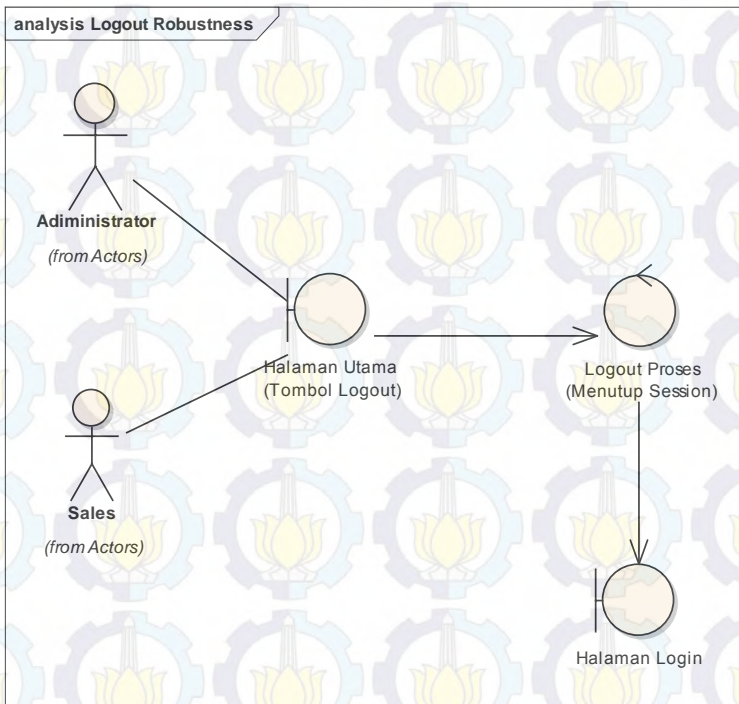 analysis Logout Robustness
Adiministrator
(from Actors)
Halaman Utama
(Tombol Logout)
Logout Proses
(Menutup Session)
Sales
(from Actors)
Halaman Login